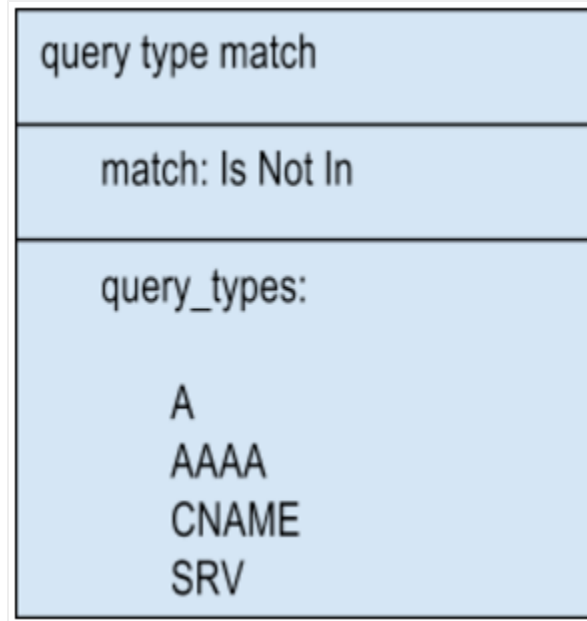 query type match
match: Is Not In
query_types:
A
AAAA
CNAME
SRV